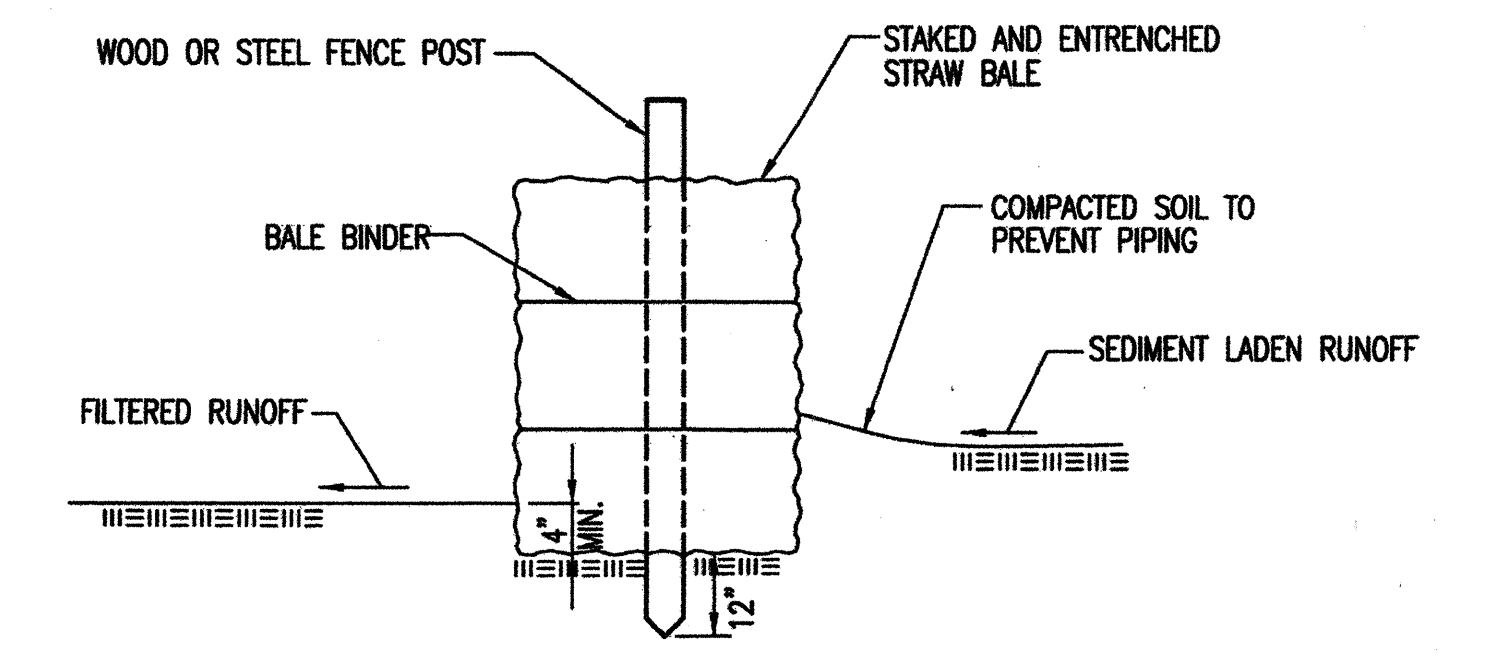 WOOD OR STEEL FENCE POST
STAKED AND ENTRENCHED
STRAW BALE
COMPACTED SOIL TO
PREVENT PIPING
BALE BINDER
SEDIMENT LADEN RUNOFF
FILTERED RUNOFF
4"
MIN.
12"